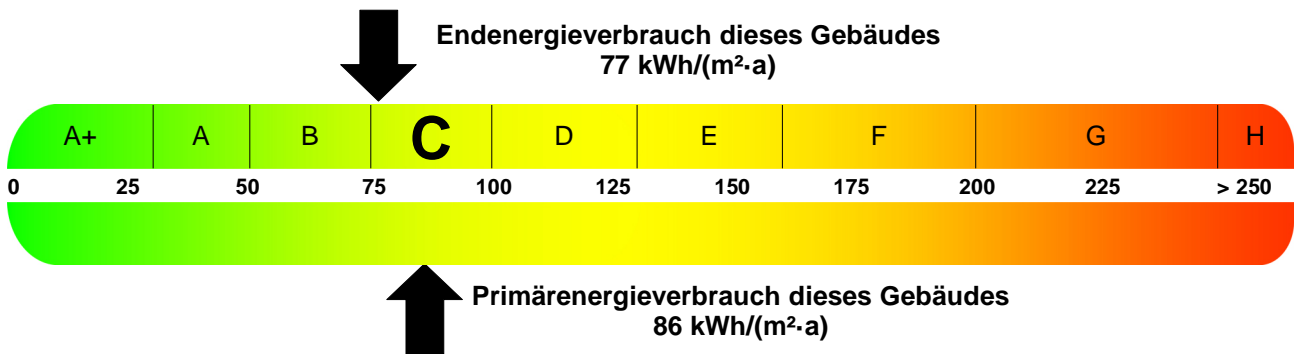 Endenergieverbrauch dieses Gebäudes
77 kWh/(m²·a)
A+ A B C D E F G H
0 25 50 75 100 125 150 175 200 225 > 250
Primärenergieverbrauch dieses Gebäudes
86 kWh/(m²·a)